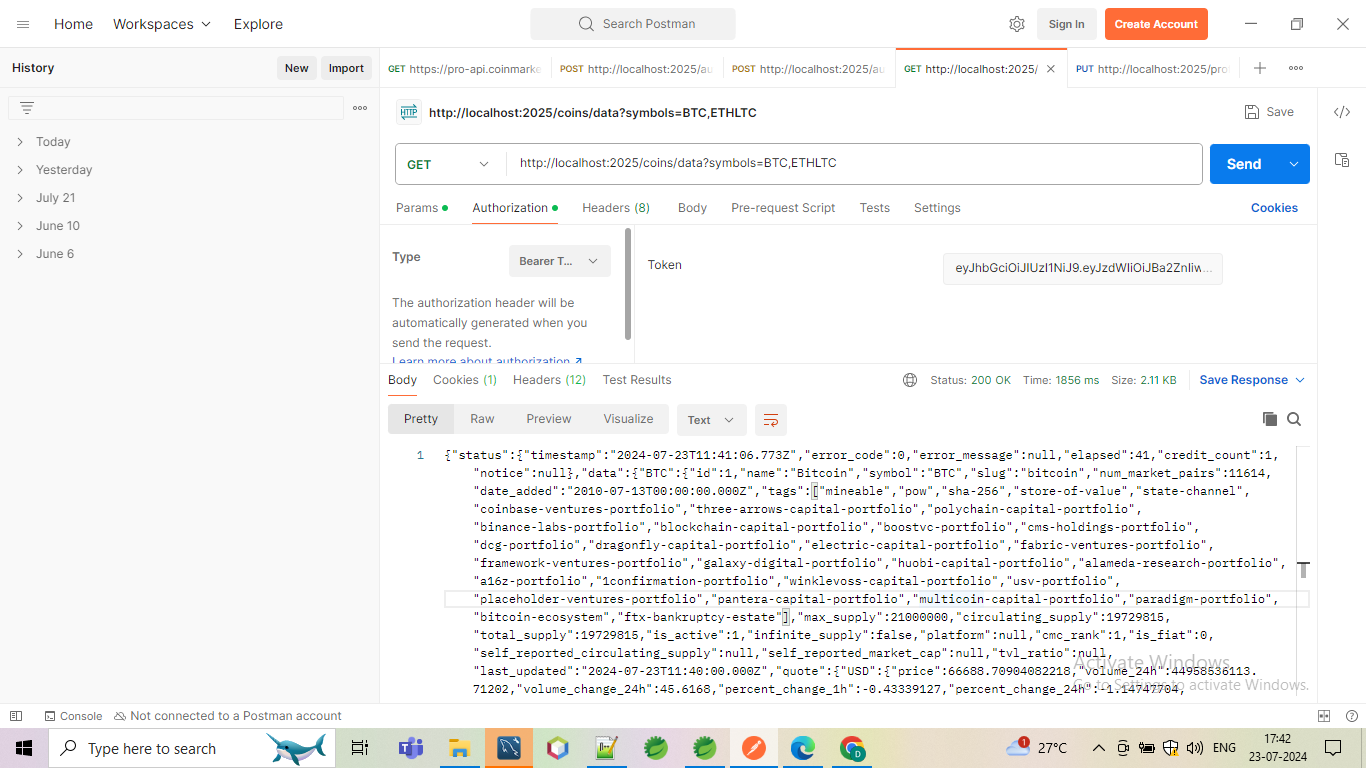 Home
Workspaces
Explore
Search Postman
Sign In
Create Account
History
New
Import
GET https://pro-api.coinmarke
POST http://localhost:2025/au
POST http://localhost:2025/au
GET http://localhost:2025/
PUT http://localhost:2025/pro
HTTP
http://localhost:2025/coins/data?symbols=BTC,ETHLTC
Save
Today
Yesterday
July 21
June 10
June 6
GET
http://localhost:2025/coins/data?symbols=BTC,ETHLTC
Send
Params
Authorization
Headers (8)
Body
Pre-request Script
Tests
Settings
Cookies
Type
Bearer T...
The authorization header will be
automatically generated when you
send the request.
Learn more about authorization
Token
Body
Cookies (1)
Headers (12)
Test Results
Status: 200 OK
Time: 1856 ms
Size: 2.11 KB
Save Response
Pretty
Raw
Preview
Visualize
Text
1
{"status":{"timestamp":"2024-07-23T11:41:06.773Z","error_code":0,"error_message":null,"elapsed":41,"credit_count":1,
"notice":null},"data":{"BTC":{"id":1,"name":"Bitcoin","symbol":"BTC","slug":"bitcoin","num_market_pairs":11614,
"date_added":"2010-07-13T00:00:00.000Z","tags":["mineable","pow","sha-256","store-of-value","state-channel",
"coinbase-ventures-portfolio","three-arrows-capital-portfolio","polychain-capital-portfolio",
"binance-labs-portfolio","blockchain-capital-portfolio","boostvc-portfolio","cms-holdings-portfolio",
"dcg-portfolio","dragonfly-capital-portfolio","electric-capital-portfolio","fabric-ventures-portfolio",
"framework-ventures-portfolio","galaxy-digital-portfolio","huobi-capital-portfolio","alameda-research-portfolio",
"a16z-portfolio","1confirmation-portfolio","winklevoss-capital-portfolio","usv-portfolio",
"placeholder-ventures-portfolio","pantera-capital-portfolio","multicoin-capital-portfolio","paradigm-portfolio",
"bitcoin-ecosystem","ftx-bankruptcy-estate"],"max_supply":21000000,"circulating_supply":19729815,
"total_supply":19729815,"is_active":1,"infinite_supply":false,"platform":null,"cmc_rank":1,"is_fiat":0,
"self_reported_circulating_supply":null,"self_reported_market_cap":null,"tvl_ratio":null,
"last_updated":"2024-07-23T11:40:00.000Z","quote":{"USD":{"price":66688.70904082218,"volume_24h":44958536113.
71202,"volume_change_24h":45.6168,"percent_change_1h":-0.43339127,"percent_change_24h":-1.14747704,
Activate Windows
Go to Settings to activate Windows.
Console
Not connected to a Postman account
Type here to search
1
27°C
ENG
17:42
23-07-2024
D